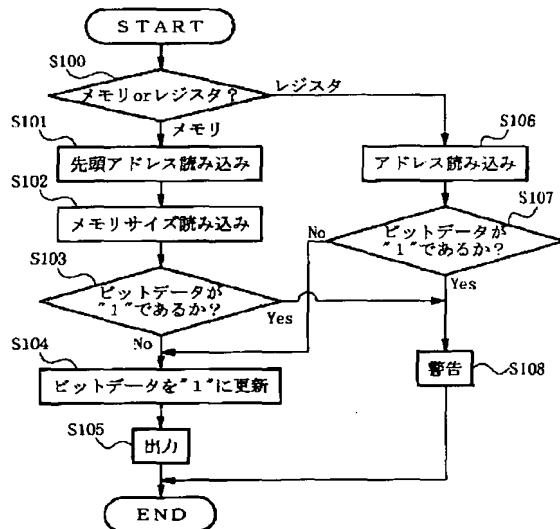 START
S100
メモリorレジスタ?
レジスタ
メモリ
S101
先頭アドレス読み込み
S106
アドレス読み込み
S102
メモリサイズ読み込み
S107
ビットデータが
"1"であるか?
No
Yes
S103
ビットデータが
"1"であるか?
Yes
No
S104
ビットデータを"1"に更新
警告
S108
S105
出力
END